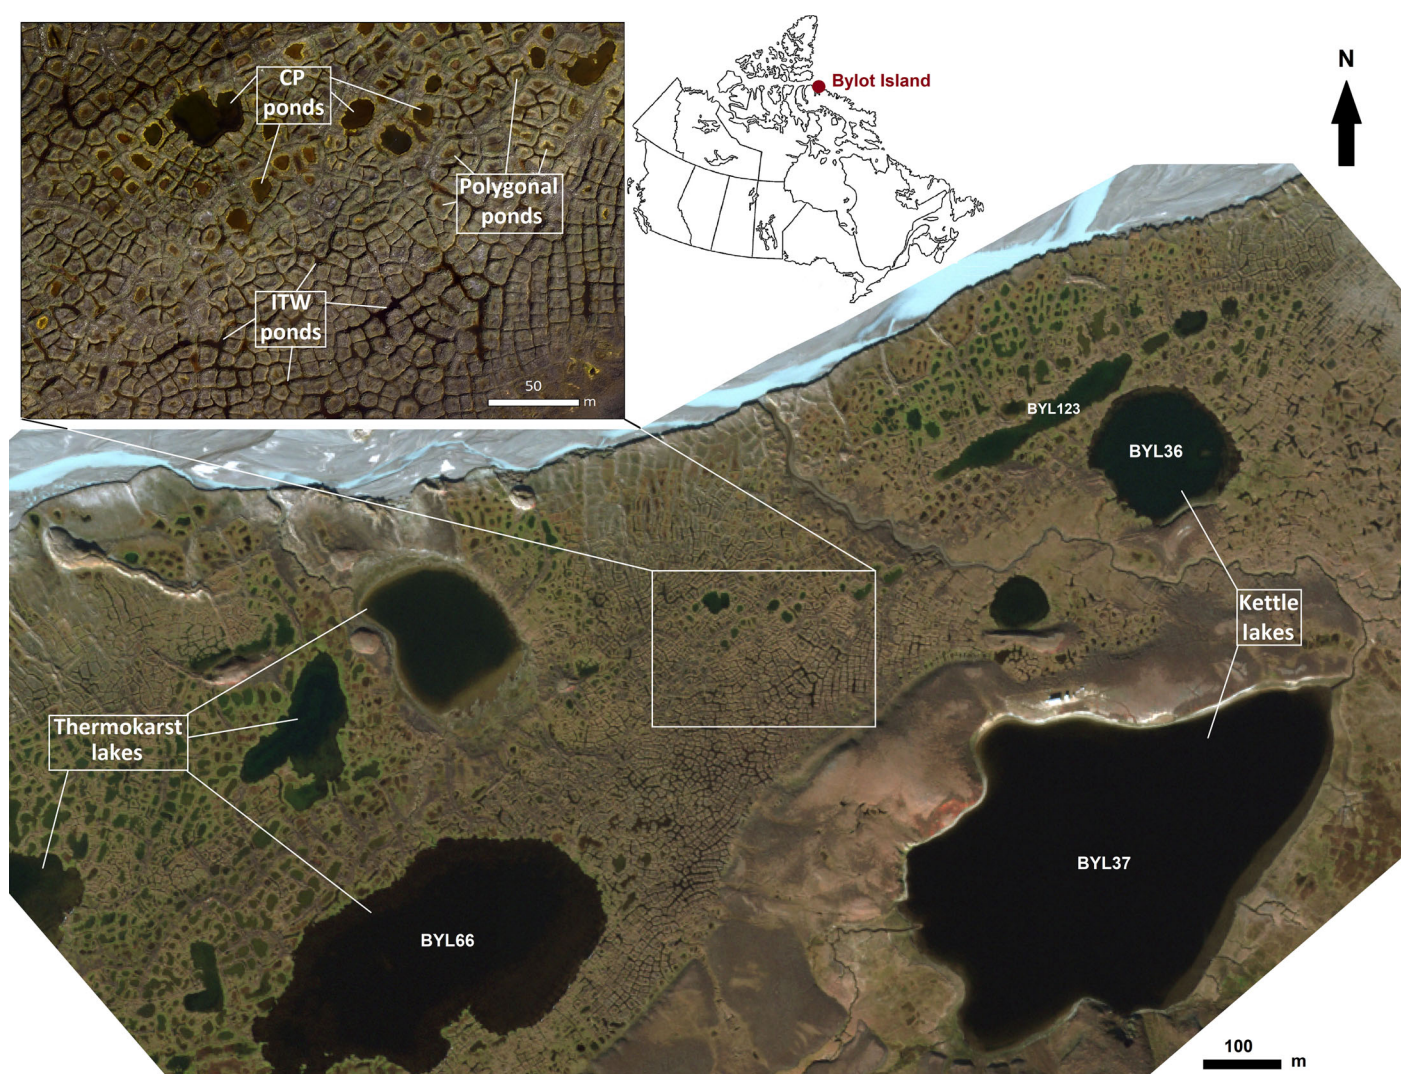 CP
ponds
Polygonal
ponds
ITW
ponds
50
m
Bylot Island
N
BYL123
BYL36
Kettle
lakes
Thermokarst
lakes
BYL37
BYL66
100
m